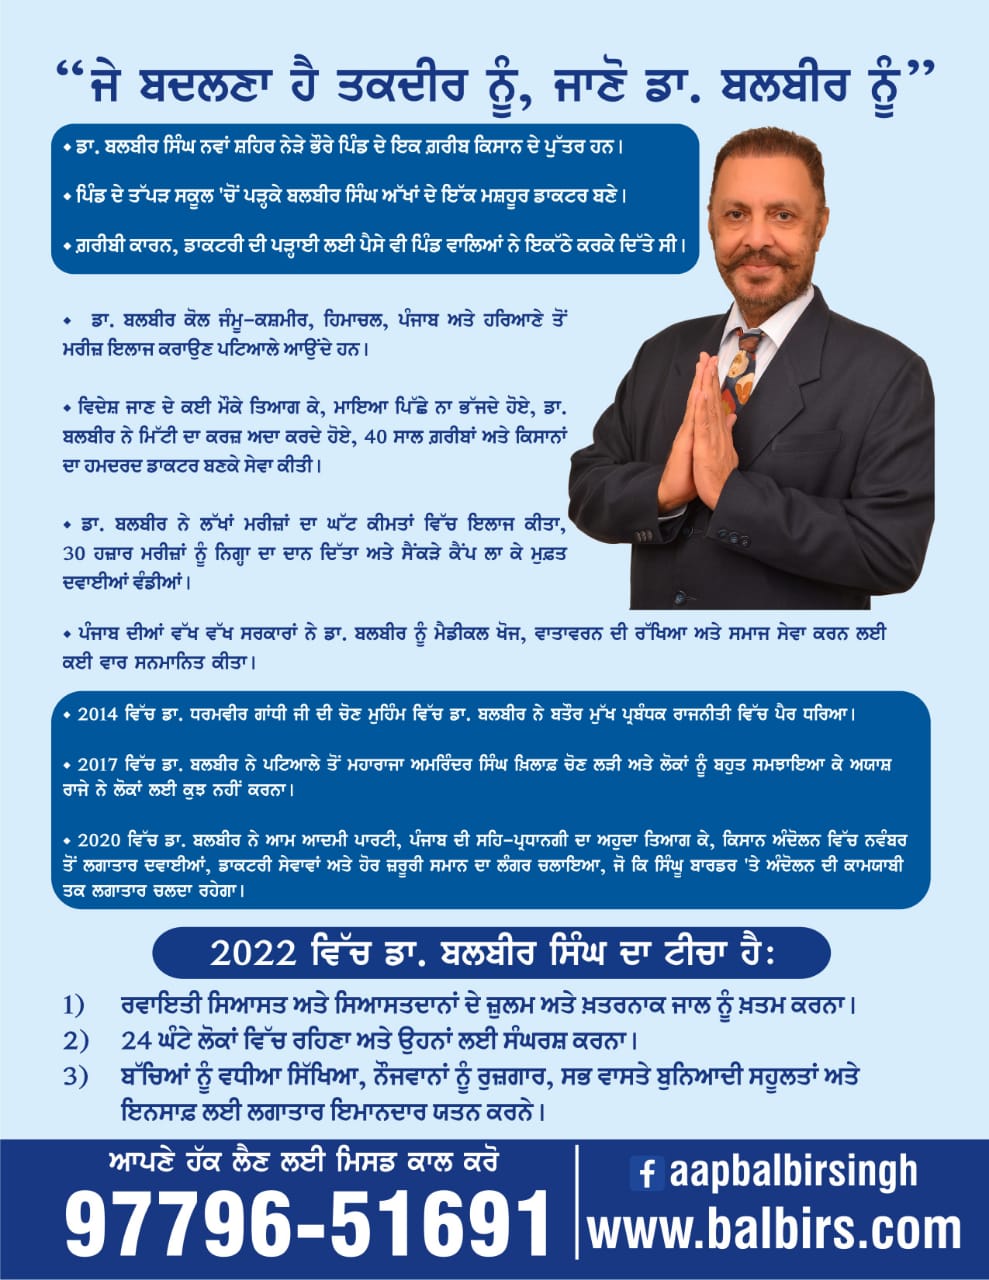 “ਜੇ ਬਦਲਣਾ ਹੈ ਤਕਦੀਰ ਨੂੰ, ਜਾਣੋ ਡਾ. ਬਲਬੀਰ ਨੂੰ”
◆ ਡਾ. ਬਲਬੀਰ ਸਿੰਘ ਨਵਾਂ ਸ਼ਹਿਰ ਨੇੜੇ ਭੌਰੇ ਪਿੰਡ ਦੇ ਇਕ ਗ਼ਰੀਬ ਕਿਸਾਨ ਦੇ ਪੁੱਤਰ ਹਨ।
◆ ਪਿੰਡ ਦੇ ਤੱਪੜ ਸਕੂਲ 'ਚੋਂ ਪੜ੍ਹਕੇ ਬਲਬੀਰ ਸਿੰਘ ਅੱਖਾਂ ਦੇ ਇੱਕ ਮਸ਼ਹੂਰ ਡਾਕਟਰ ਬਣੇ।
◆ ਗ਼ਰੀਬੀ ਕਾਰਨ, ਡਾਕਟਰੀ ਦੀ ਪੜ੍ਹਾਈ ਲਈ ਪੈਸੇ ਵੀ ਪਿੰਡ ਵਾਲਿਆਂ ਨੇ ਇਕੱਠੇ ਕਰਕੇ ਦਿੱਤੇ ਸੀ।
◆ ਡਾ. ਬਲਬੀਰ ਕੋਲ ਜੰਮੂ-ਕਸ਼ਮੀਰ, ਹਿਮਾਚਲ, ਪੰਜਾਬ ਅਤੇ ਹਰਿਆਣੇ ਤੋਂ
ਮਰੀਜ਼ ਇਲਾਜ ਕਰਾਉਣ ਪਟਿਆਲੇ ਆਉਂਦੇ ਹਨ।
◆ ਵਿਦੇਸ਼ ਜਾਣ ਦੇ ਕਈ ਮੌਕੇ ਤਿਆਗ ਕੇ, ਮਾਇਆ ਪਿੱਛੇ ਨਾ ਭੱਜਦੇ ਹੋਏ, ਡਾ.
ਬਲਬੀਰ ਨੇ ਮਿੱਟੀ ਦਾ ਕਰਜ਼ ਅਦਾ ਕਰਦੇ ਹੋਏ, 40 ਸਾਲ ਗ਼ਰੀਬਾਂ ਅਤੇ ਕਿਸਾਨਾਂ
ਦਾ ਹਮਦਰਦ ਡਾਕਟਰ ਬਣਕੇ ਸੇਵਾ ਕੀਤੀ।
◆ ਡਾ. ਬਲਬੀਰ ਨੇ ਲੱਖਾਂ ਮਰੀਜ਼ਾਂ ਦਾ ਘੱਟ ਕੀਮਤਾਂ ਵਿੱਚ ਇਲਾਜ ਕੀਤਾ,
30 ਹਜ਼ਾਰ ਮਰੀਜ਼ਾਂ ਨੂੰ ਨਿਗ੍ਹਾ ਦਾ ਦਾਨ ਦਿੱਤਾ ਅਤੇ ਸੈਂਕੜੇ ਕੈਂਪ ਲਾ ਕੇ ਮੁਫ਼ਤ
ਦਵਾਈਆਂ ਵੰਡੀਆਂ।
◆ ਪੰਜਾਬ ਦੀਆਂ ਵੱਖ ਵੱਖ ਸਰਕਾਰਾਂ ਨੇ ਡਾ. ਬਲਬੀਰ ਨੂੰ ਮੈਡੀਕਲ ਖੋਜ, ਵਾਤਾਵਰਨ ਦੀ ਰੱਖਿਆ ਅਤੇ ਸਮਾਜ ਸੇਵਾ ਕਰਨ ਲਈ
ਕਈ ਵਾਰ ਸਨਮਾਨਿਤ ਕੀਤਾ।
◆ 2014 ਵਿੱਚ ਡਾ. ਧਰਮਵੀਰ ਗਾਂਧੀ ਜੀ ਦੀ ਚੋਣ ਮੁਹਿੰਮ ਵਿੱਚ ਡਾ. ਬਲਬੀਰ ਨੇ ਬਤੌਰ ਮੁੱਖ ਪ੍ਰਬੰਧਕ ਰਾਜਨੀਤੀ ਵਿੱਚ ਪੈਰ ਧਰਿਆ।
◆ 2017 ਵਿੱਚ ਡਾ. ਬਲਬੀਰ ਨੇ ਪਟਿਆਲੇ ਤੋਂ ਮਹਾਰਾਜਾ ਅਮਰਿੰਦਰ ਸਿੰਘ ਖ਼ਿਲਾਫ਼ ਚੋਣ ਲੜੀ ਅਤੇ ਲੋਕਾਂ ਨੂੰ ਬਹੁਤ ਸਮਝਾਇਆ ਕੇ ਅਯਾਸ਼
ਰਾਜੇ ਨੇ ਲੋਕਾਂ ਲਈ ਕੁਝ ਨਹੀਂ ਕਰਨਾ।
◆ 2020 ਵਿੱਚ ਡਾ. ਬਲਬੀਰ ਨੇ ਆਮ ਆਦਮੀ ਪਾਰਟੀ, ਪੰਜਾਬ ਦੀ ਸਹਿ-ਪ੍ਰਧਾਨਗੀ ਦਾ ਅਹੁਦਾ ਤਿਆਗ ਕੇ, ਕਿਸਾਨ ਅੰਦੋਲਨ ਵਿੱਚ ਨਵੰਬਰ
ਤੋਂ ਲਗਾਤਾਰ ਦਵਾਈਆਂ, ਡਾਕਟਰੀ ਸੇਵਾਵਾਂ ਅਤੇ ਹੋਰ ਜ਼ਰੂਰੀ ਸਮਾਨ ਦਾ ਲੰਗਰ ਚਲਾਇਆ, ਜੋ ਕਿ ਸਿੰਘੂ ਬਾਰਡਰ 'ਤੇ ਅੰਦੋਲਨ ਦੀ ਕਾਮਯਾਬੀ
ਤਕ ਲਗਾਤਾਰ ਚਲਦਾ ਰਹੇਗਾ।
2022 ਵਿੱਚ ਡਾ. ਬਲਬੀਰ ਸਿੰਘ ਦਾ ਟੀਚਾ ਹੈ:
1) ਰਵਾਇਤੀ ਸਿਆਸਤ ਅਤੇ ਸਿਆਸਤਦਾਨਾਂ ਦੇ ਜ਼ੁਲਮ ਅਤੇ ਖ਼ਤਰਨਾਕ ਜਾਲ ਨੂੰ ਖ਼ਤਮ ਕਰਨਾ।
2) 24 ਘੰਟੇ ਲੋਕਾਂ ਵਿੱਚ ਰਹਿਣਾ ਅਤੇ ਉਹਨਾਂ ਲਈ ਸੰਘਰਸ਼ ਕਰਨਾ।
3) ਬੱਚਿਆਂ ਨੂੰ ਵਧੀਆ ਸਿੱਖਿਆ, ਨੌਜਵਾਨਾਂ ਨੂੰ ਰੁਜ਼ਗਾਰ, ਸਭ ਵਾਸਤੇ ਬੁਨਿਆਦੀ ਸਹੂਲਤਾਂ ਅਤੇ
ਇਨਸਾਫ਼ ਲਈ ਲਗਾਤਾਰ ਇਮਾਨਦਾਰ ਯਤਨ ਕਰਨੇ।
ਆਪਣੇ ਹੱਕ ਲੈਣ ਲਈ ਮਿਸਡ ਕਾਲ ਕਰੋ
97796-51691
f aapbalbirsingh
www.balbirs.com